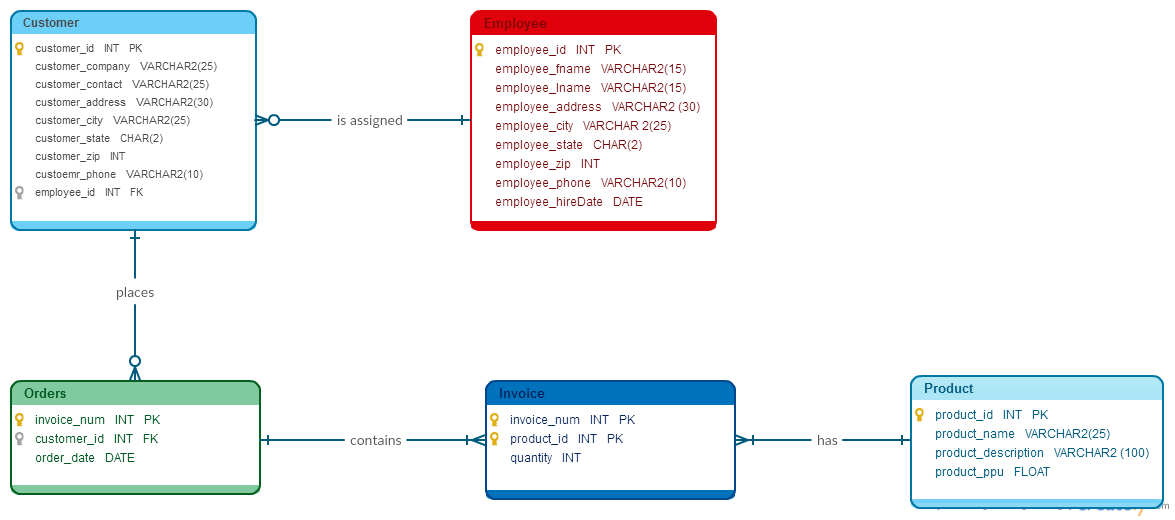 Customer
customer_id INT PK
customer_company VARCHAR2(25)
customer_contact VARCHAR2(25)
customer_address VARCHAR2(30)
customer_city VARCHAR2(25)
customer_state CHAR(2)
customer_zip INT
custoemr_phone VARCHAR2(10)
employee_id INT FK
is assigned
Employee
employee_id INT PK
employee_fname VARCHAR2(15)
employee_lname VARCHAR2(15)
employee_address VARCHAR2 (30)
employee_city VARCHAR 2(25)
employee_state CHAR(2)
employee_zip INT
employee_phone VARCHAR2(10)
employee_hireDate DATE
places
Orders
invoice_num INT PK
customer_id INT FK
order_date DATE
contains
Invoice
invoice_num INT PK
product_id INT PK
quantity INT
has
Product
product_id INT PK
product_name VARCHAR2(25)
product_description VARCHAR2 (100)
product_ppu FLOAT